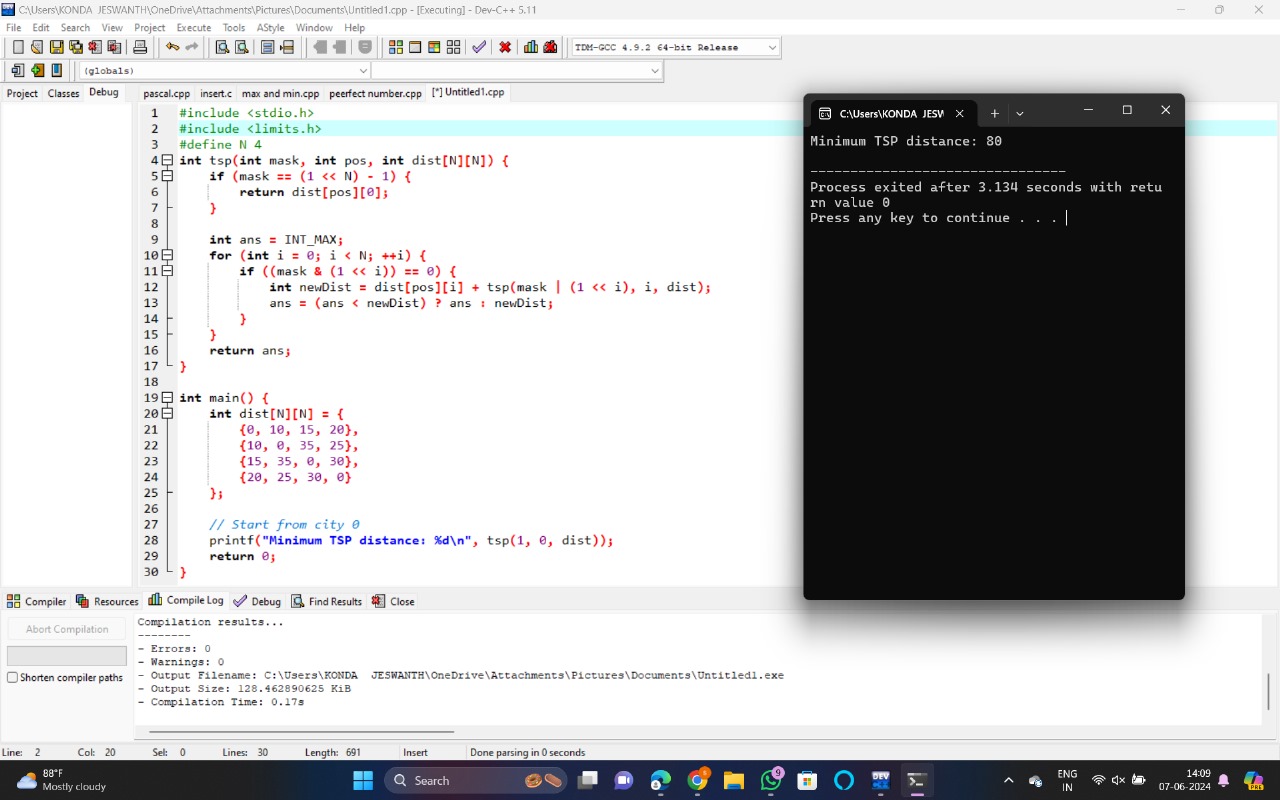 C:\Users\KONDA JESWANTH\OneDrive\Attachments\Pictures\Documents\Untitled1.cpp - [Executing] - Dev-C++ 5.11
File Edit Search View Project Execute Tools AStyle Window Help
TDM-GCC 4.9.2 64-bit Release
(globals)
Project Classes Debug
pascal.cpp insert.c max and min.cpp peerfect number.cpp [*] Untitled1.cpp
1 #include <stdio.h>
2 #include <limits.h>
3 #define N 4
4 int tsp(int mask, int pos, int dist[N][N]) {
5     if (mask == (1 << N) - 1) {
6         return dist[pos][0];
7     }
8
9     int ans = INT_MAX;
10     for (int i = 0; i < N; ++i) {
11         if ((mask & (1 << i)) == 0) {
12             int newDist = dist[pos][i] + tsp(mask | (1 << i), i, dist);
13             ans = (ans < newDist) ? ans : newDist;
14         }
15     }
16     return ans;
17 }
18
19 int main() {
20     int dist[N][N] = {
21         {0, 10, 15, 20},
22         {10, 0, 35, 25},
23         {15, 35, 0, 30},
24         {20, 25, 30, 0}
25     };
26
27     // Start from city 0
28     printf("Minimum TSP distance: %d\n", tsp(1, 0, dist));
29     return 0;
30 }
C:\Users\KONDA JESW
Minimum TSP distance: 80
--------------------------------
Process exited after 3.134 seconds with retu
rn value 0
Press any key to continue . . .
Compiler Resources Compile Log Debug Find Results Close
Abort Compilation
Shorten compiler paths
Compilation results...
--------
- Errors: 0
- Warnings: 0
- Output Filename: C:\Users\KONDA JESWANTH\OneDrive\Attachments\Pictures\Documents\Untitled1.exe
- Output Size: 128.462890625 KiB
- Compilation Time: 0.17s
Line: 2 Col: 20 Sel: 0 Lines: 30 Length: 691 Insert Done parsing in 0 seconds
88°F
Mostly cloudy
Search
9
DEV
ENG
IN
14:09
07-06-2024
PRE